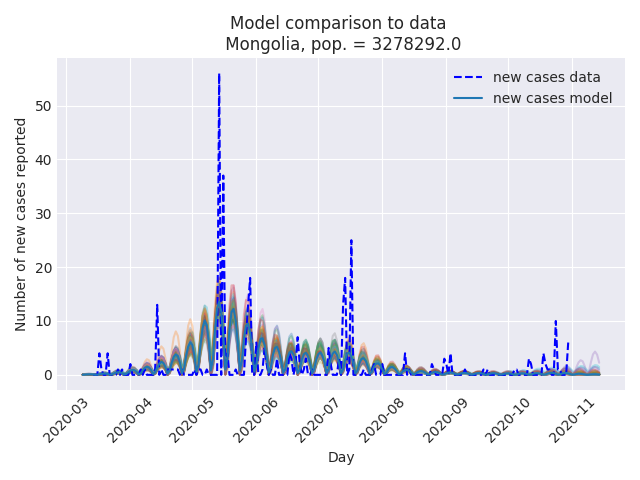 Model comparison to data
Mongolia, pop. = 3278292.0
new cases data
new cases model
Number of new cases reported
50
40
30
20
10
0
2020-03
2020-04
2020-05
2020-06
2020-07
2020-08
2020-09
2020-10
2020-11
Day